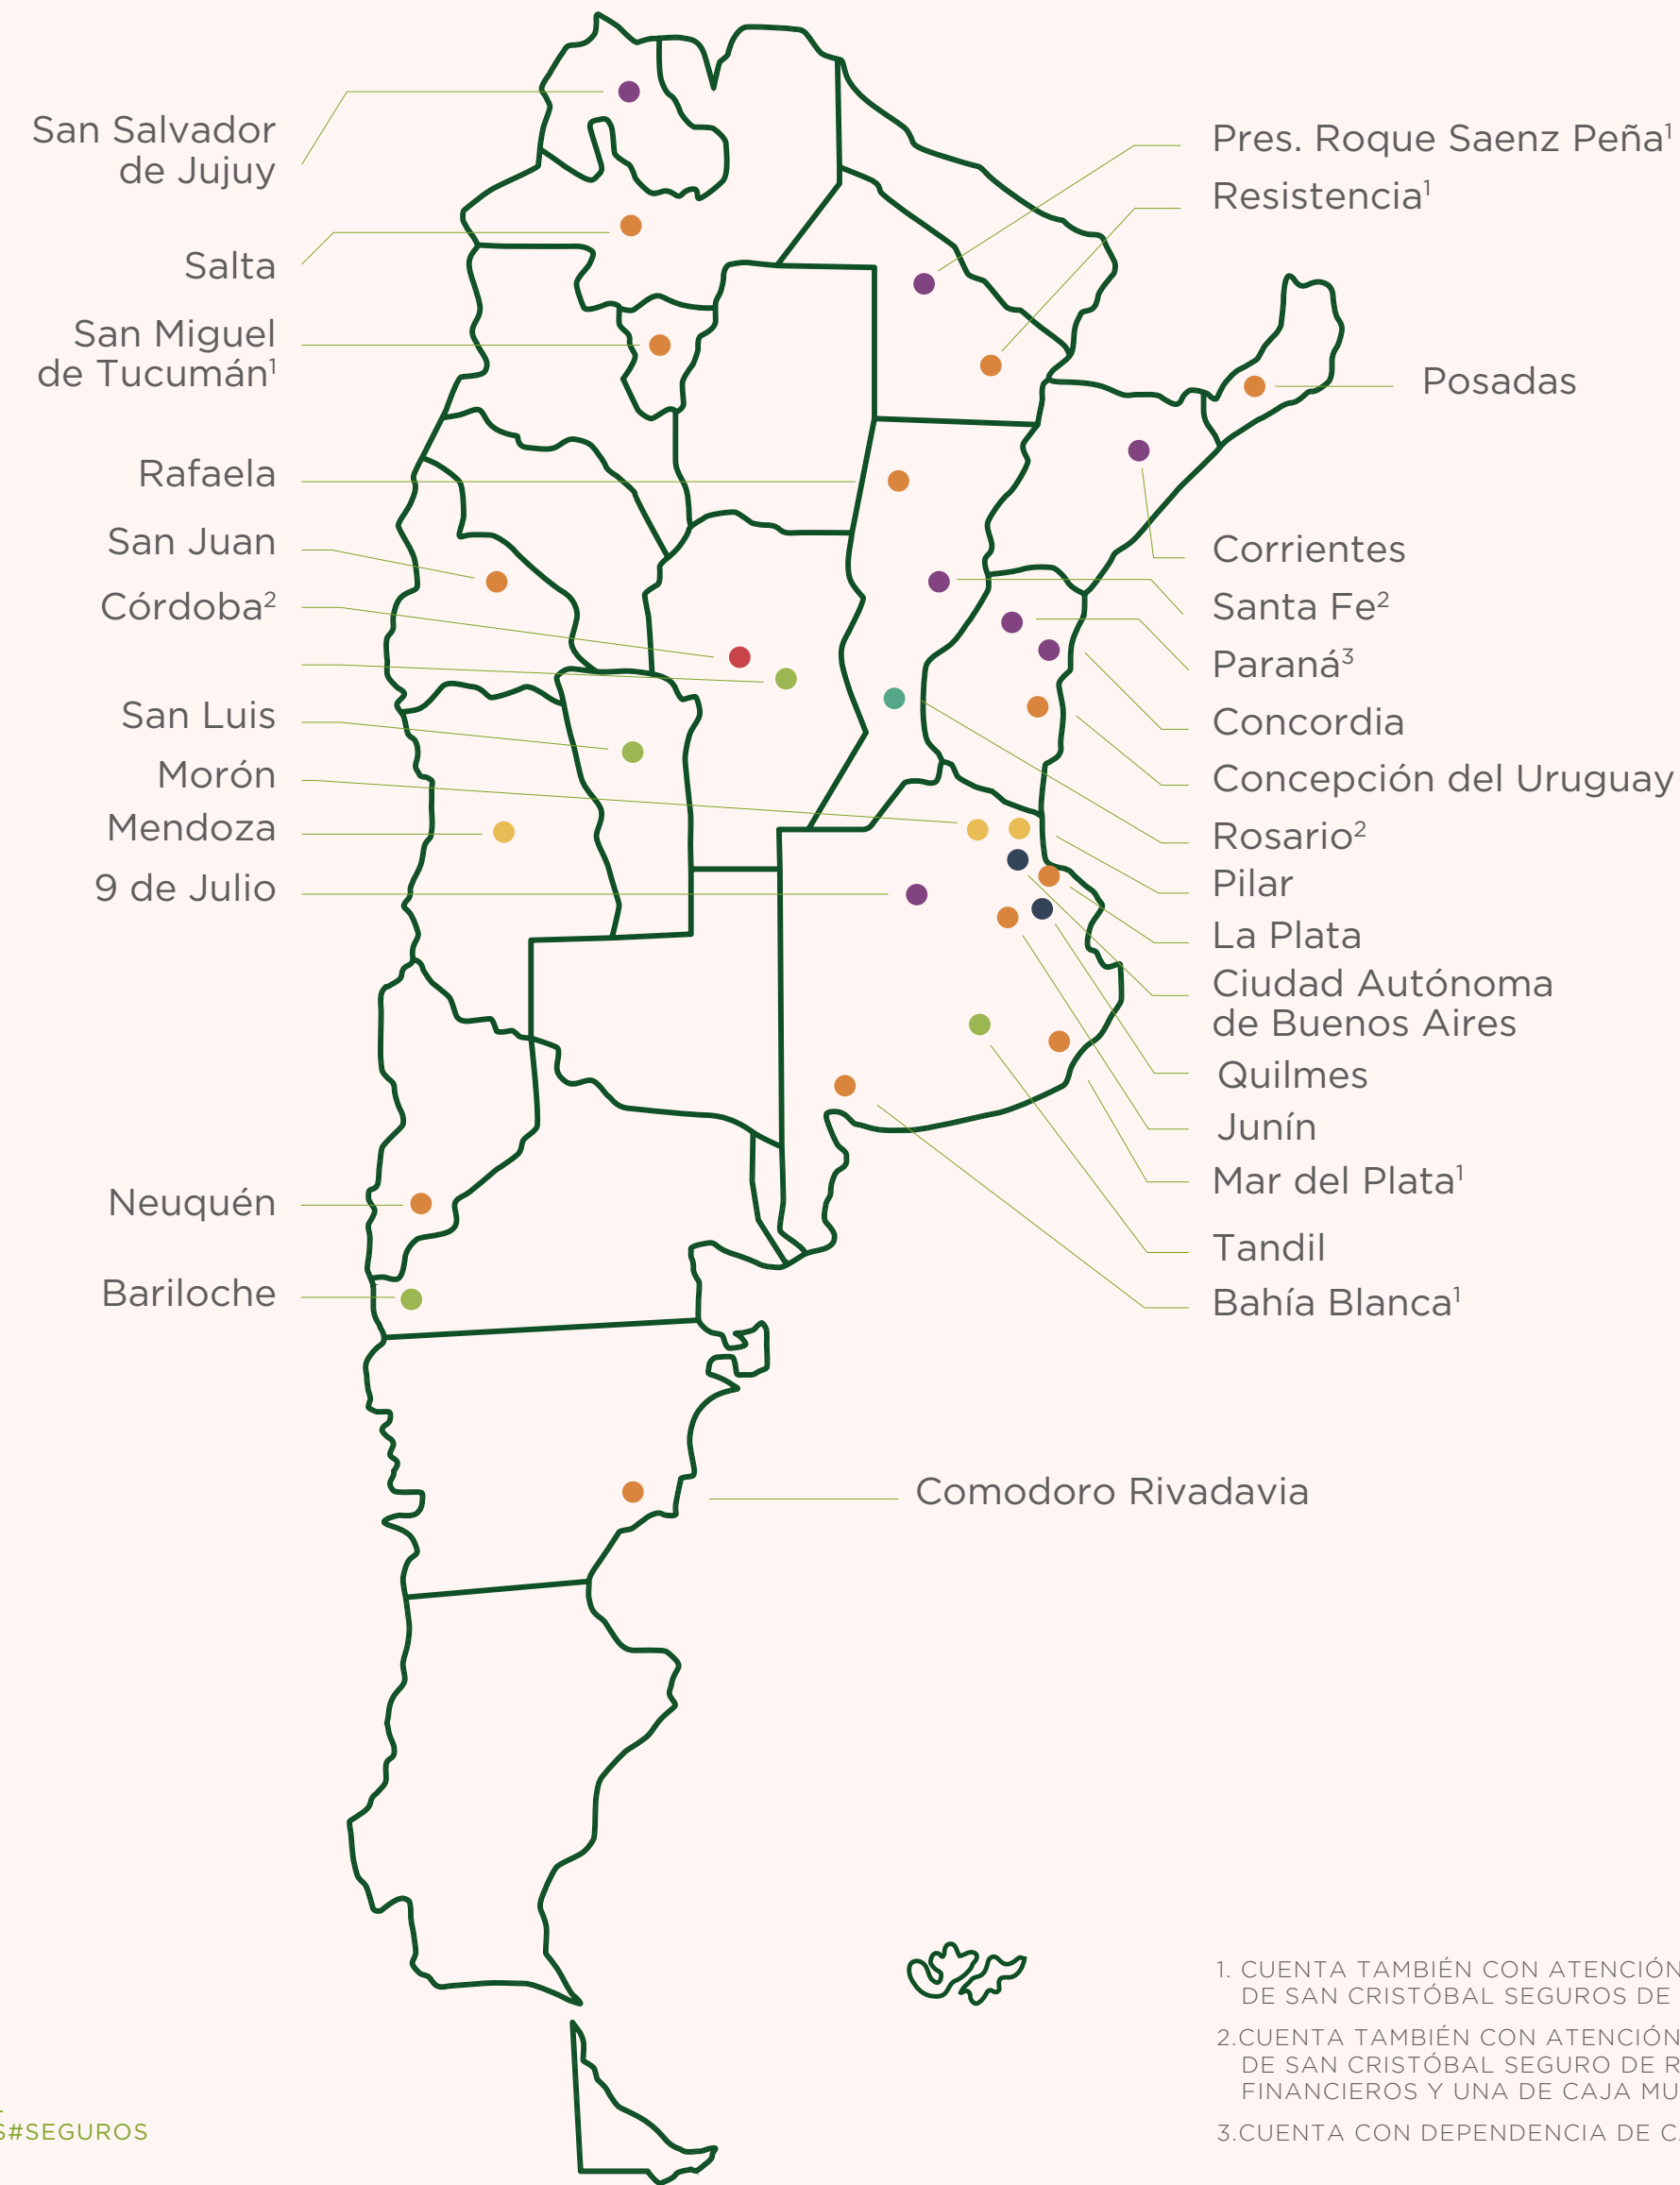 San Salvador
de Jujuy
Salta
San Miguel
de Tucumán¹
Rafaela
San Juan
Córdoba²
San Luis
Morón
Mendoza
9 de Julio
Neuquén
Bariloche
Pres. Roque Saenz Peña¹
Resistencia¹
Posadas
Corrientes
Santa Fe²
Paraná³
Concordia
Concepción del Uruguay
Rosario²
Pilar
La Plata
Ciudad Autónoma
de Buenos Aires
Quilmes
Junín
Mar del Plata¹
Tandil
Bahía Blanca¹
Comodoro Rivadavia
1. CUENTA TAMBIÉN CON ATENCIÓN
DE SAN CRISTÓBAL SEGUROS DE
2.CUENTA TAMBIÉN CON ATENCIÓN
DE SAN CRISTÓBAL SEGURO DE R
FINANCIEROS Y UNA DE CAJA MU
3.CUENTA CON DEPENDENCIA DE C
S#SEGUROS